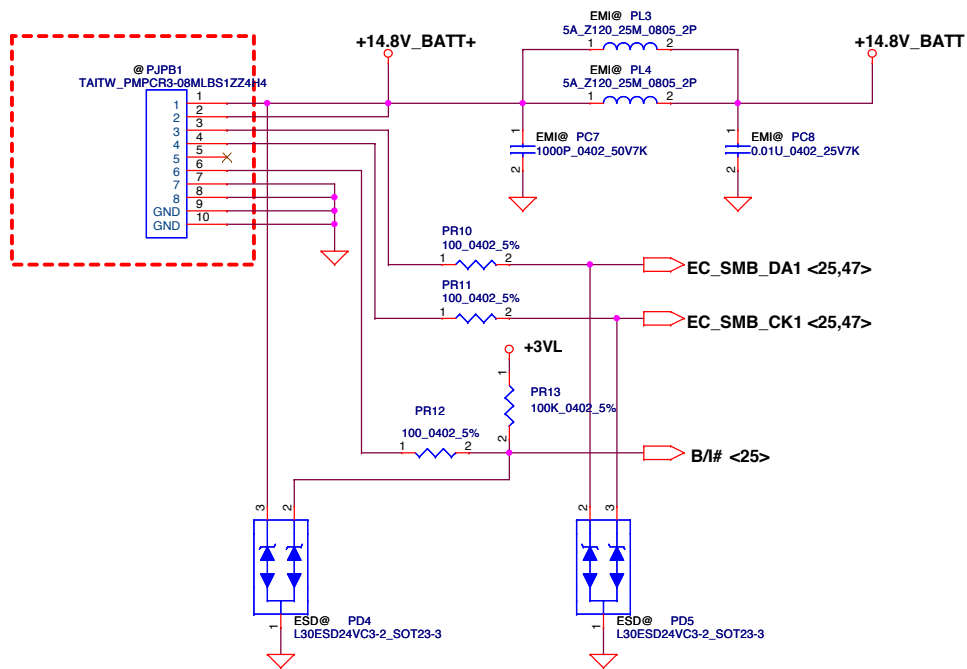 EMI@ PL3
5A_Z120_25M_0805_2P
1 2
+14.8V_BATT+
+14.8V_BATT
@ PJPB1
TAITW_PMPCR3-08MLBS1ZZ4H4
EMI@ PL4
5A_Z120_25M_0805_2P
1 2
1 1
2 2
3 3
4 4
5 5
6 6
7 7
8 8
GND 9
GND 10
1
EMI@ PC7
1000P_0402_50V7K
2
1
EMI@ PC8
0.01U_0402_25V7K
2
PR10
100_0402_5%
1 2
EC_SMB_DA1 <25,47>
PR11
100_0402_5%
1 2
EC_SMB_CK1 <25,47>
+3VL
1
PR13
100K_0402_5%
2
PR12
100_0402_5%
1 2
B/I# <25>
3 2
2 3
1
ESD@ PD4
L30ESD24VC3-2_SOT23-3
1
ESD@ PD5
L30ESD24VC3-2_SOT23-3